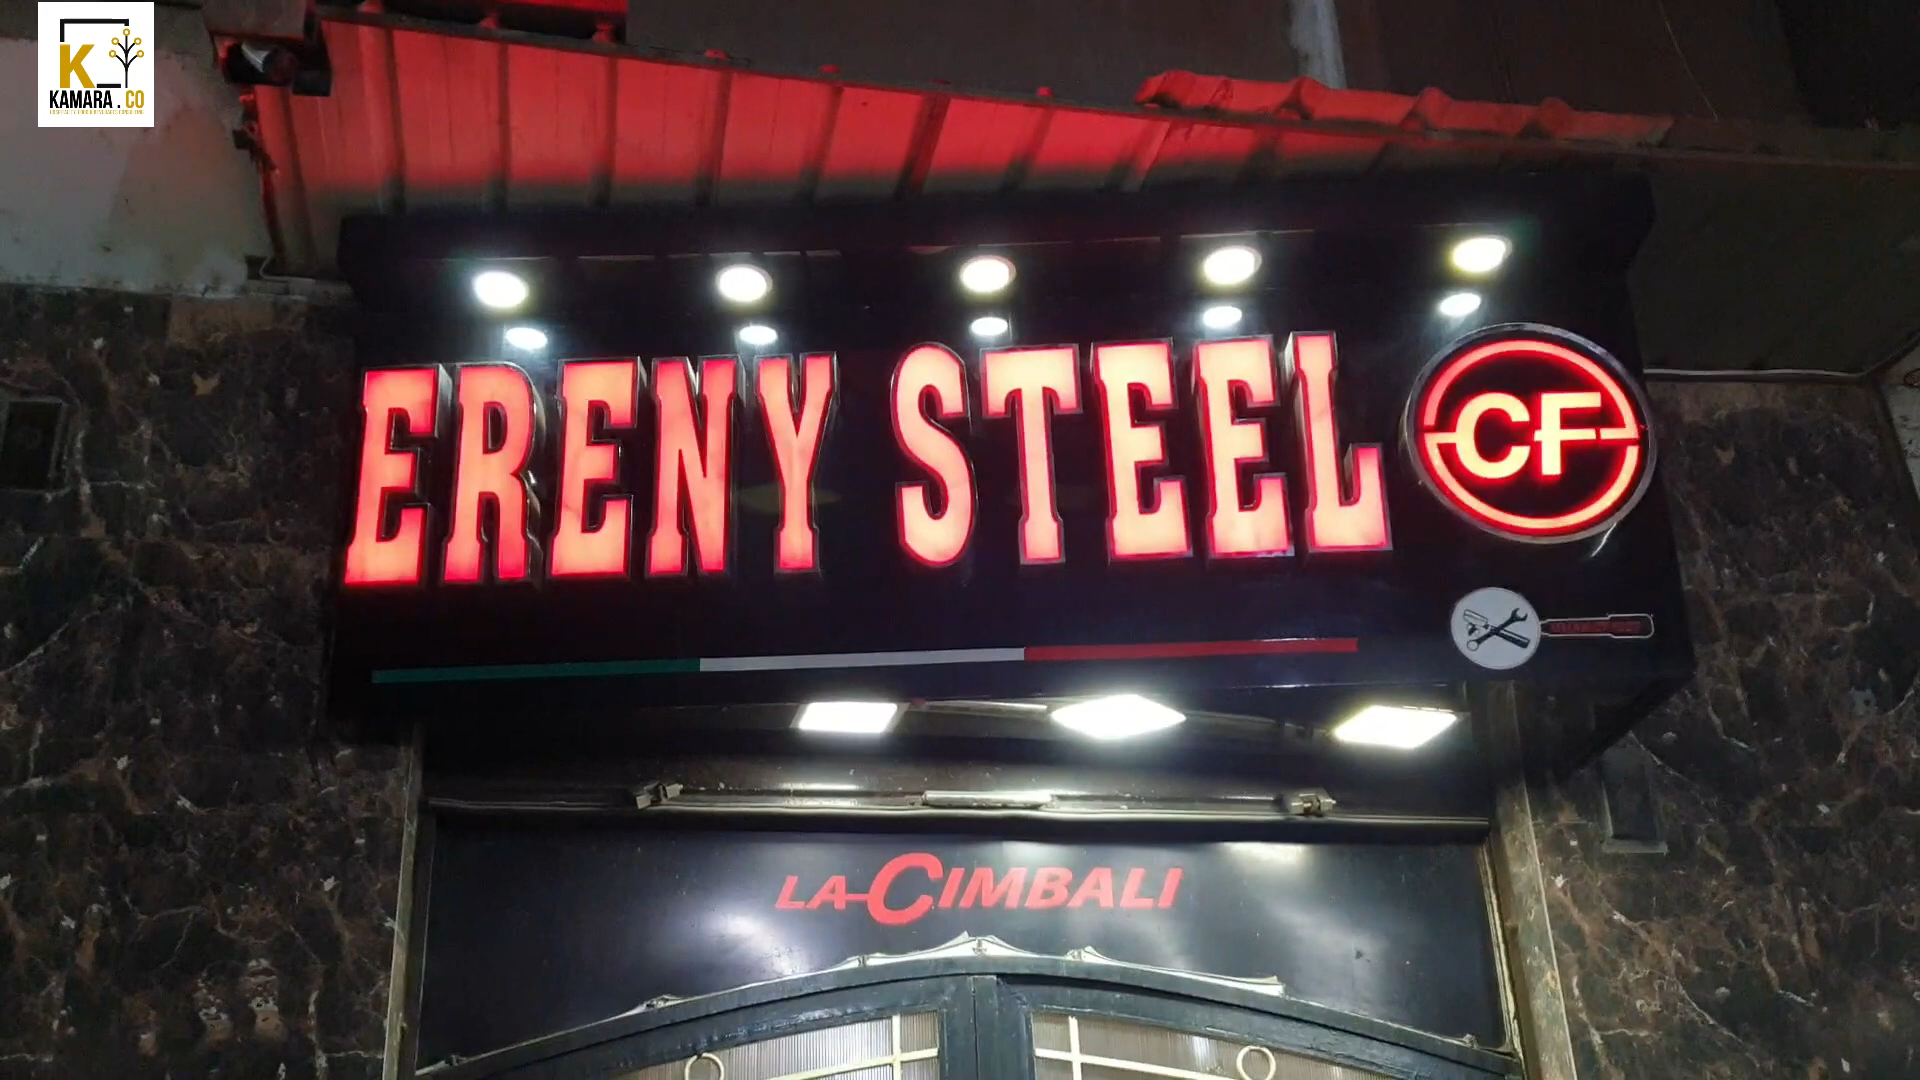 K
KAMARA.CO
ERENY STEEL
CF
LA CIMBALI